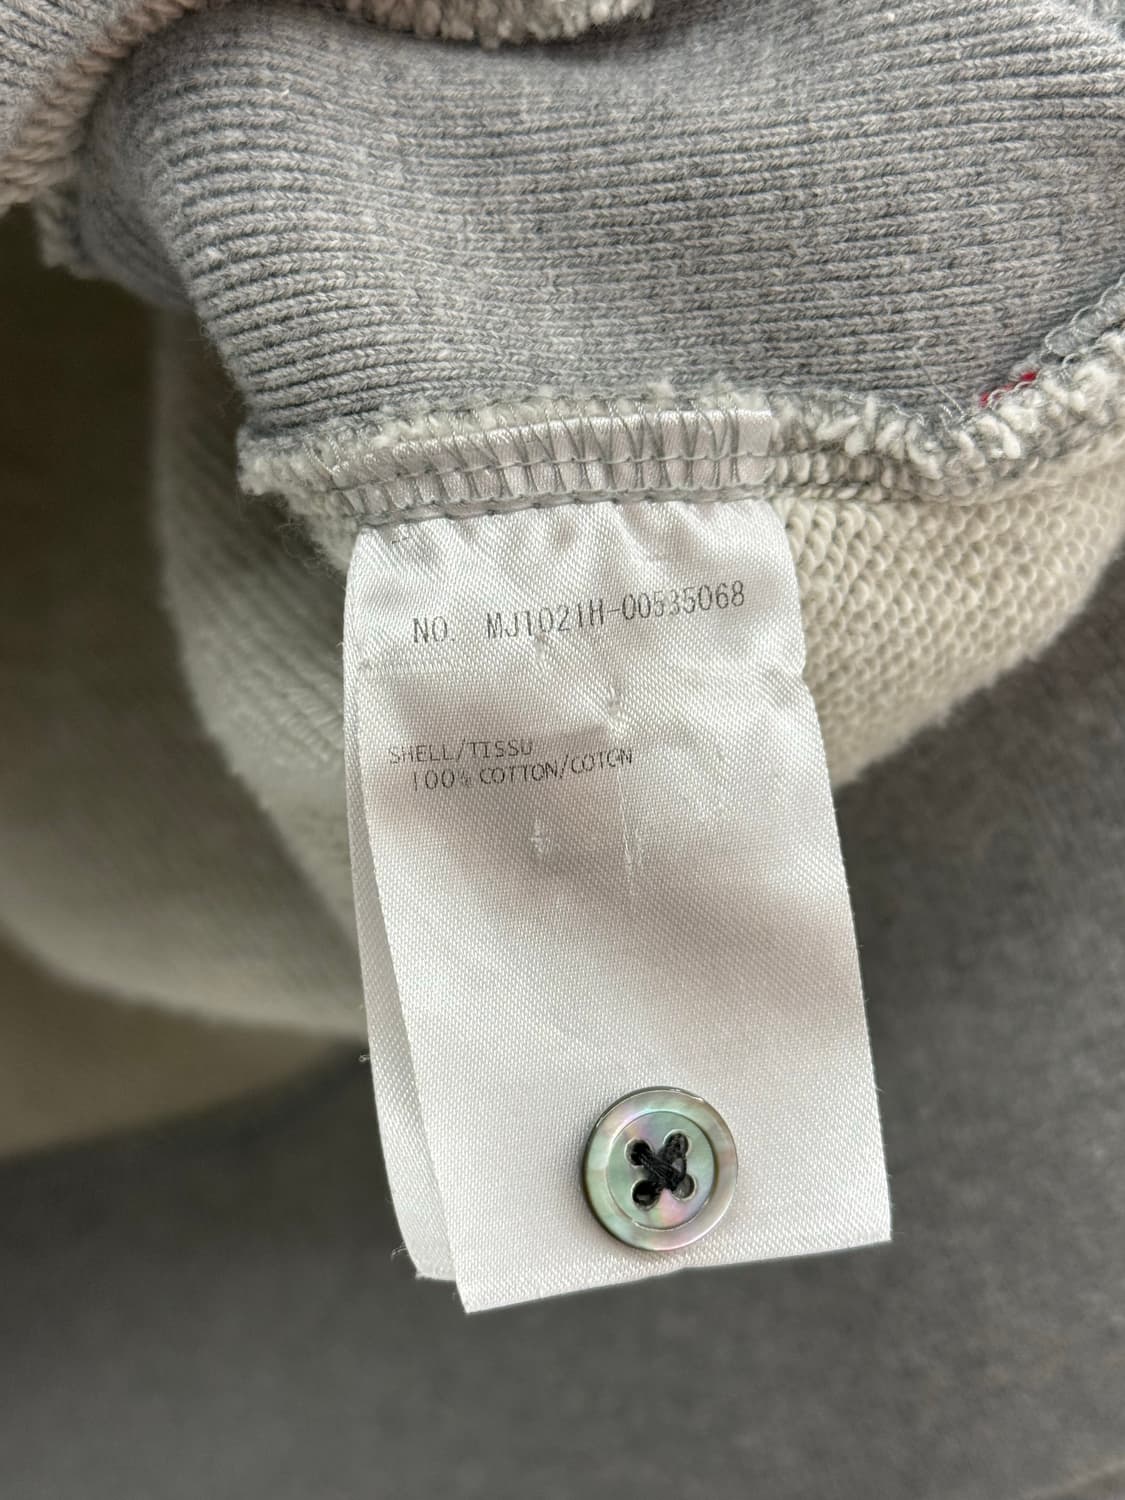 NO. MJ1021H-00535068
SHELL/TISSU
100% COTTON/COTON